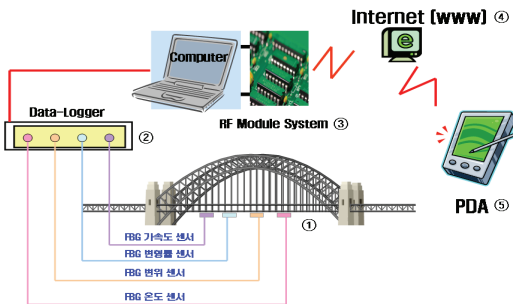 Internet (www) ④
Computer
Data-Logger
②
RF Module System ③
PDA ⑤
①
FBG 가속도 센서
FBG 변형률 센서
FBG 변위 센서
FBG 온도 센서